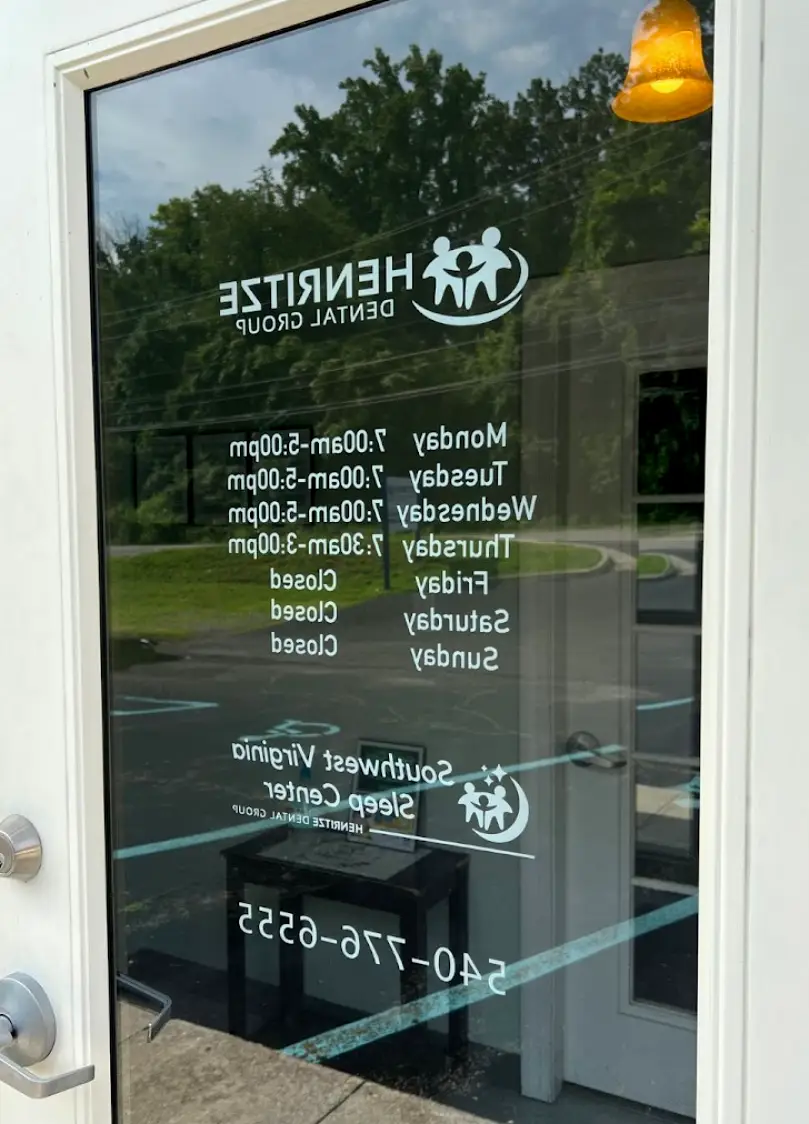 HENRITZE
DENTAL GROUP
Monday 7:00am-5:00pm
Tuesday 7:00am-5:00pm
Wednesday 7:00am-5:00pm
Thursday 7:30am-3:00pm
Friday Closed
Saturday Closed
Sunday Closed
Southwest Virginia
Sleep Center
HENRITZE DENTAL GROUP
540-776-6555